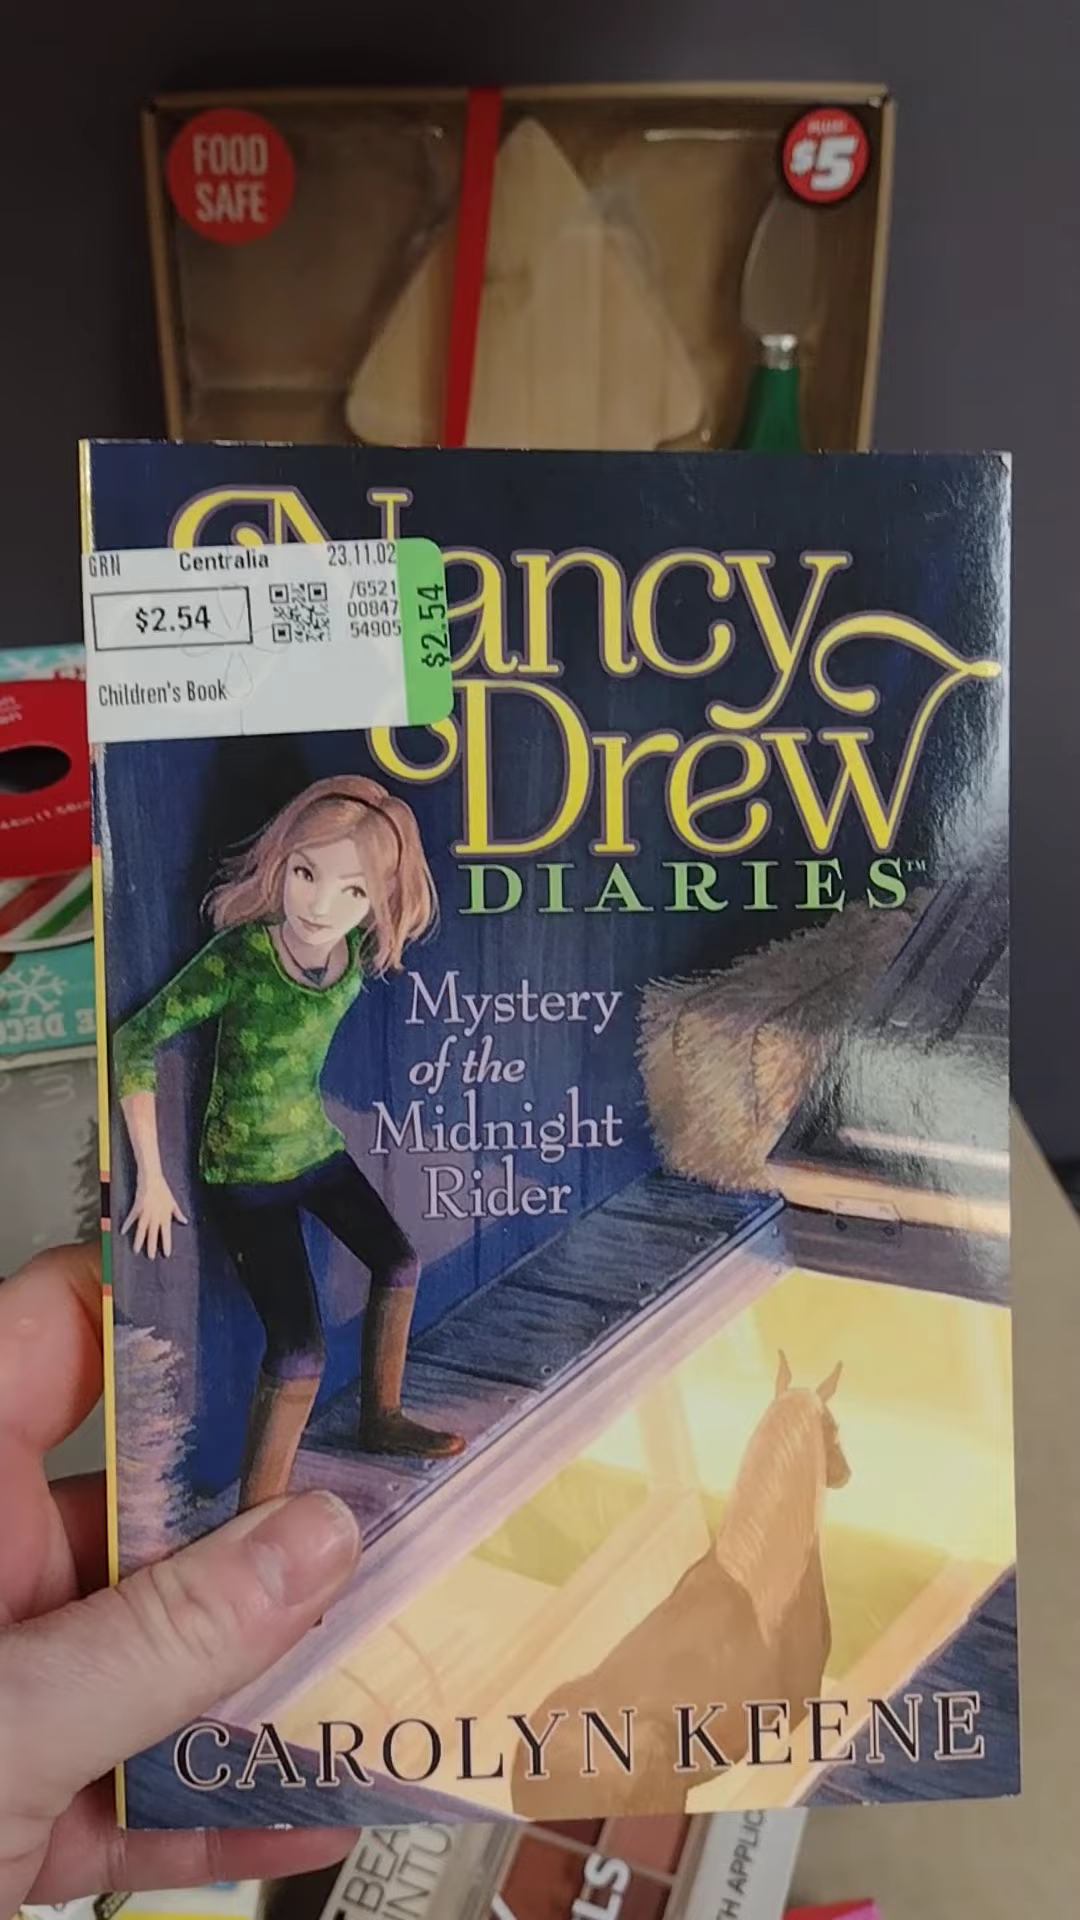 FOOD
SAFE
$5
GRN Centralia 23.11.02
$2.54
/6521
00847
54905
$2.54
Children's Book
Nancy
Drew
DIARIES™
Mystery
of the
Midnight
Rider
CAROLYN KEENE